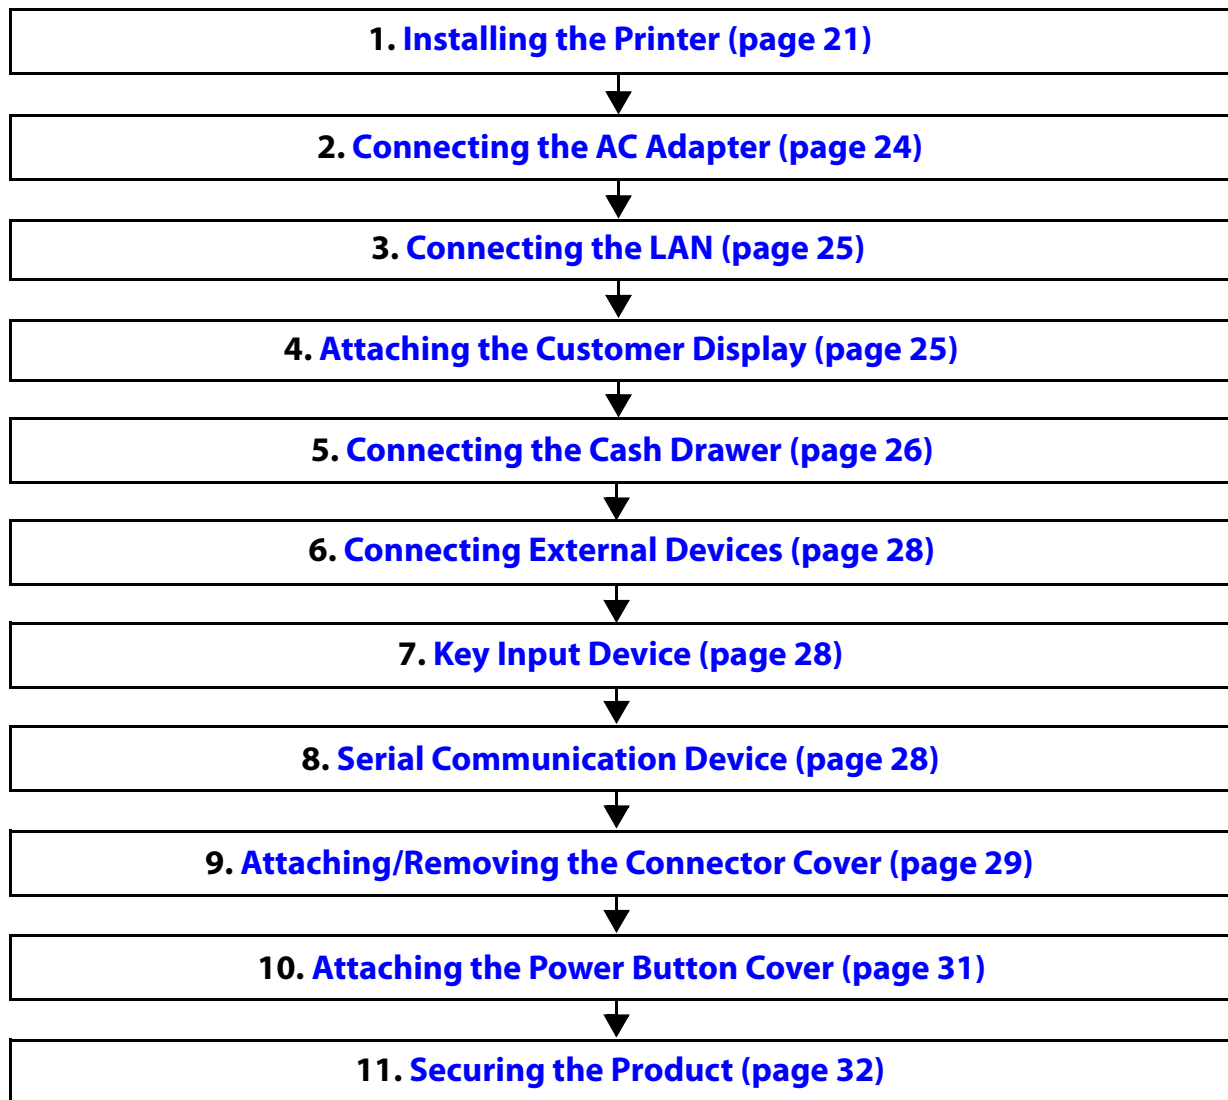 1. Installing the Printer (page 21)
2. Connecting the AC Adapter (page 24)
3. Connecting the LAN (page 25)
4. Attaching the Customer Display (page 25)
5. Connecting the Cash Drawer (page 26)
6. Connecting External Devices (page 28)
7. Key Input Device (page 28)
8. Serial Communication Device (page 28)
9. Attaching/Removing the Connector Cover (page 29)
10. Attaching the Power Button Cover (page 31)
11. Securing the Product (page 32)